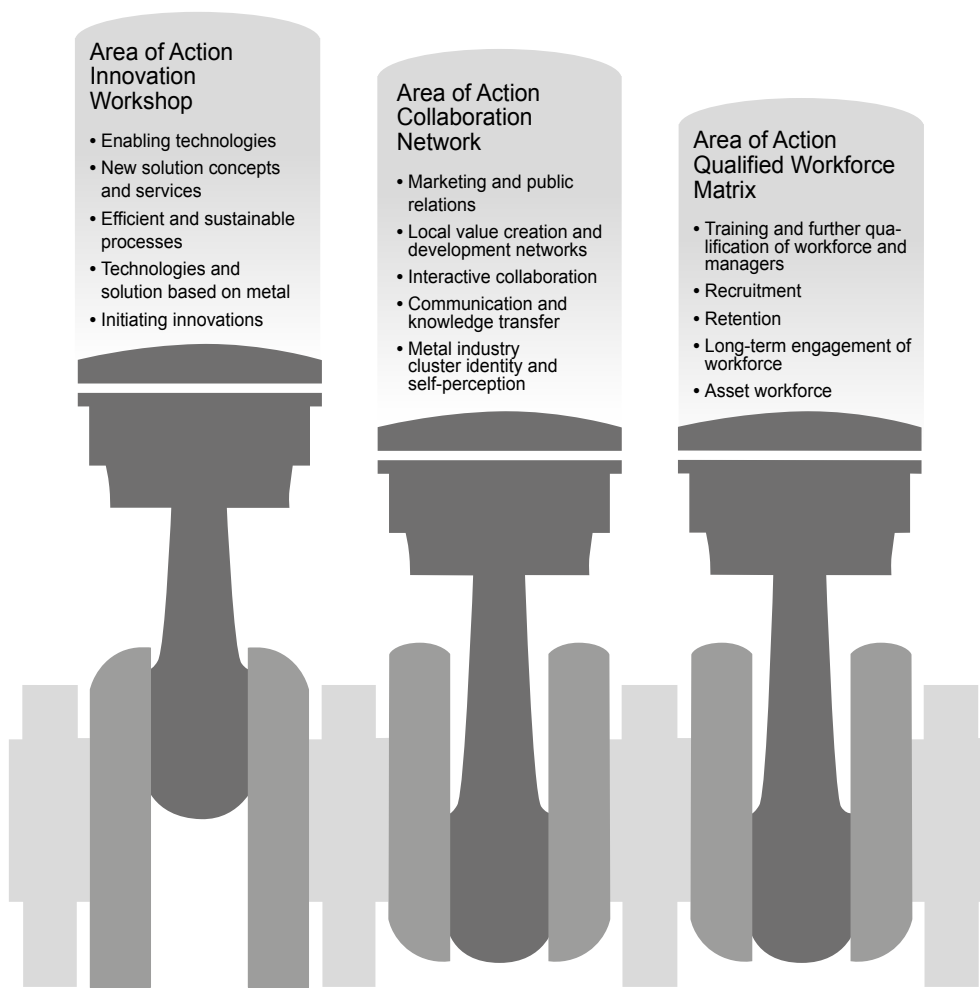 Area of Action
Innovation
Workshop
• Enabling technologies
• New solution concepts
and services
• Efficient and sustainable
processes
• Technologies and
solution based on metal
• Initiating innovations
Area of Action
Collaboration
Network
• Marketing and public
relations
• Local value creation and
development networks
• Interactive collaboration
• Communication and
knowledge transfer
• Metal industry
cluster identity and
self-perception
Area of Action
Qualified Workforce
Matrix
• Training and further qua-
lification of workforce and
managers
• Recruitment
• Retention
• Long-term engagement of
workforce
• Asset workforce